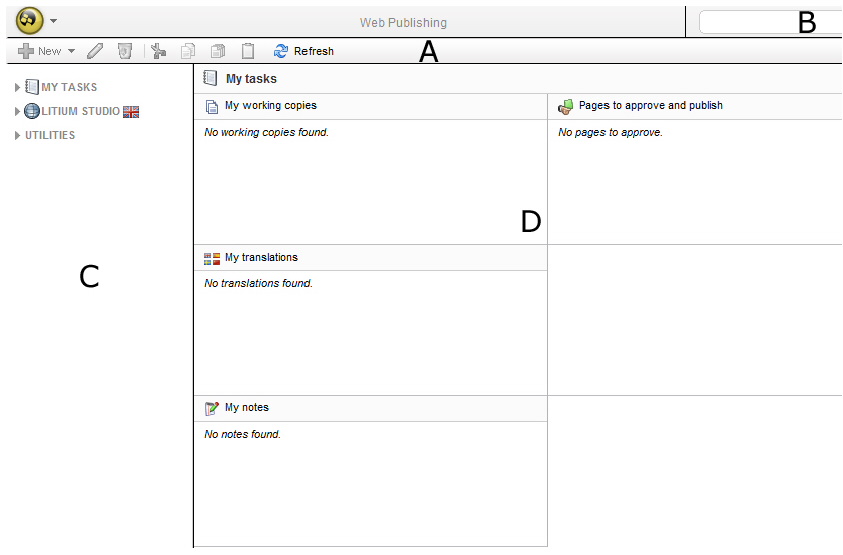 Web Publishing
B
New
Refresh
A
MY TASKS
LITIUM STUDIO
UTILITIES
C
My tasks
My working copies
Pages to approve and publish
No working copies found.
No pages to approve.
D
My translations
No translations found.
My notes
No notes found.